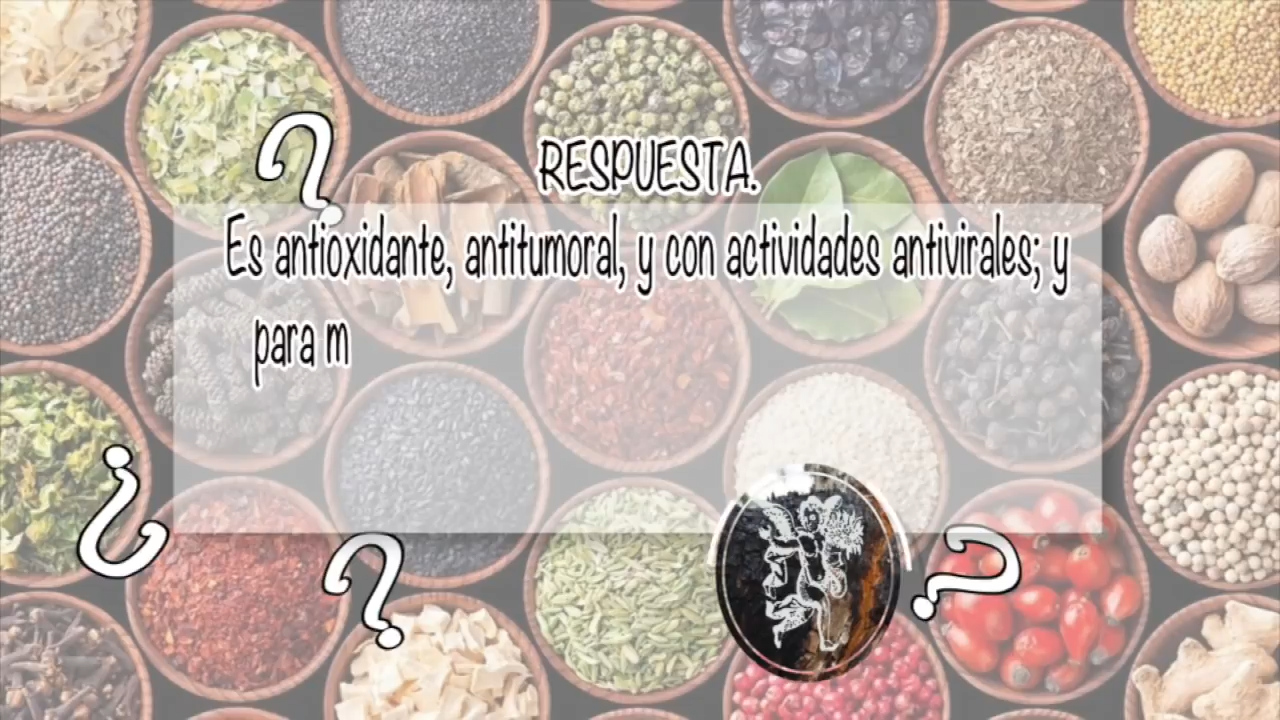 RESPUESTA.
Es antioxidante, antitumoral, y con actividades antivirales; y
para m